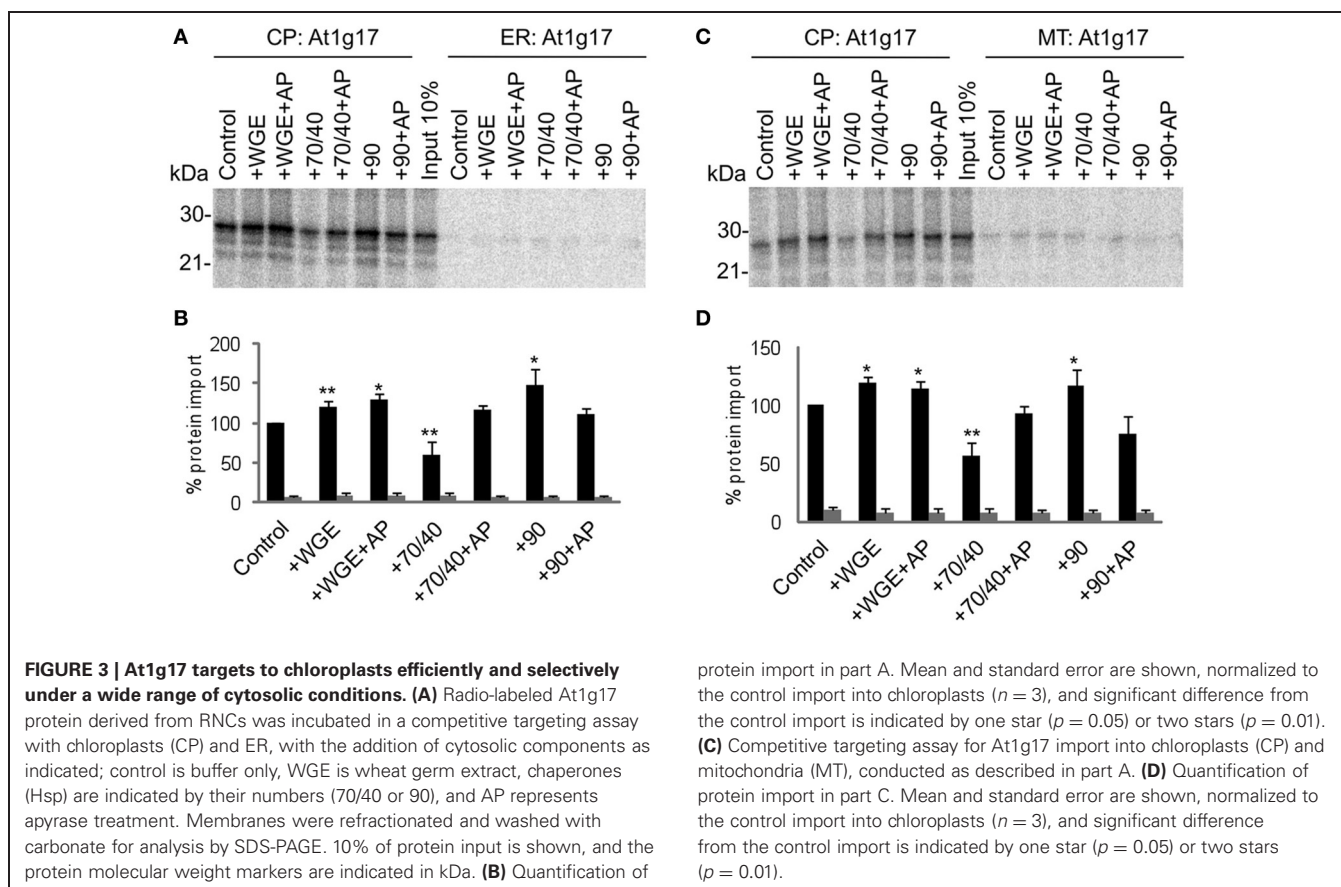 A
CP: At1g17
ER: At1g17
kDa
Control
+WGE
+WGE+AP
+70/40
+70/40+AP
+90
+90+AP
Input 10%
Control
+WGE
+WGE+AP
+70/40
+70/40+AP
+90
+90+AP
30-
21-
B
% protein import
200
150
100
50
0
**
*
**
*
Control
+WGE
+WGE+AP
+70/40
+70/40+AP
+90
+90+AP
C
CP: At1g17
MT: At1g17
kDa
Control
+WGE
+WGE+AP
+70/40
+70/40+AP
+90
+90+AP
Input 10%
Control
+WGE
+WGE+AP
+70/40
+70/40+AP
+90
+90+AP
30-
21-
D
% protein import
150
100
50
0
*
*
**
*
Control
+WGE
+WGE+AP
+70/40
+70/40+AP
+90
+90+AP
FIGURE 3 | At1g17 targets to chloroplasts efficiently and selectively
under a wide range of cytosolic conditions. (A) Radio-labeled At1g17
protein derived from RNCs was incubated in a competitive targeting assay
with chloroplasts (CP) and ER, with the addition of cytosolic components as
indicated; control is buffer only, WGE is wheat germ extract, chaperones
(Hsp) are indicated by their numbers (70/40 or 90), and AP represents
apyrase treatment. Membranes were refractionated and washed with
carbonate for analysis by SDS-PAGE. 10% of protein input is shown, and the
protein molecular weight markers are indicated in kDa. (B) Quantification of
protein import in part A. Mean and standard error are shown, normalized to
the control import into chloroplasts (n = 3), and significant difference from
the control import is indicated by one star (p = 0.05) or two stars (p = 0.01).
(C) Competitive targeting assay for At1g17 import into chloroplasts (CP) and
mitochondria (MT), conducted as described in part A. (D) Quantification of
protein import in part C. Mean and standard error are shown, normalized to
the control import into chloroplasts (n = 3), and significant difference
from the control import is indicated by one star (p = 0.05) or two stars
(p = 0.01).